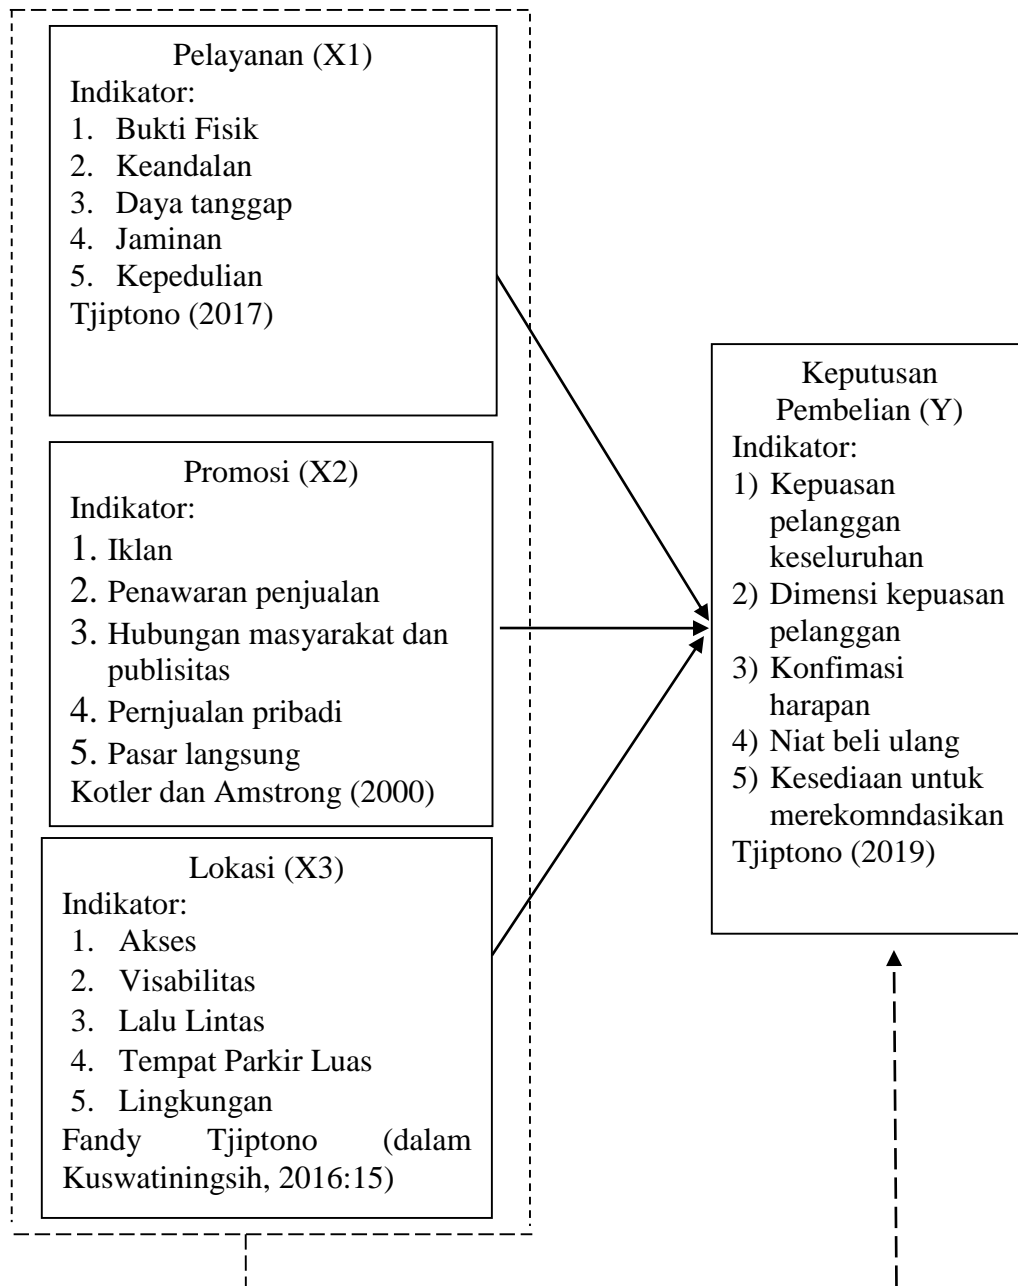 Pelayanan (X1)
Indikator:
1. Bukti Fisik
2. Keandalan
3. Daya tanggap
4. Jaminan
5. Kepedulian
Tjiptono (2017)
Promosi (X2)
Indikator:
1. Iklan
2. Penawaran penjualan
3. Hubungan masyarakat dan
publisitas
4. Pernjualan pribadi
5. Pasar langsung
Kotler dan Amstrong (2000)
Lokasi (X3)
Indikator:
1. Akses
2. Visabilitas
3. Lalu Lintas
4. Tempat Parkir Luas
5. Lingkungan
Fandy Tjiptono (dalam
Kuswatiningsih, 2016:15)
Keputusan
Pembelian (Y)
Indikator:
1) Kepuasan
pelanggan
keseluruhan
2) Dimensi kepuasan
pelanggan
3) Konfimasi
harapan
4) Niat beli ulang
5) Kesediaan untuk
merekomndasikan
Tjiptono (2019)